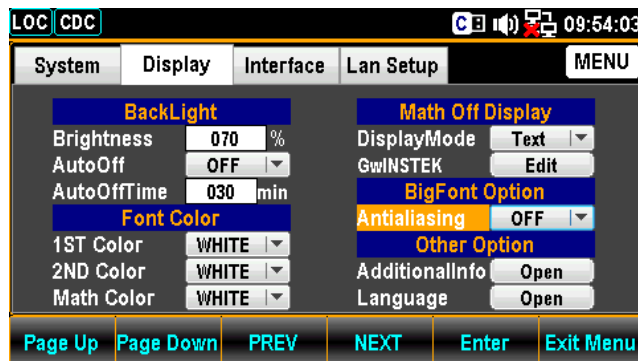 LOC CDC C 09:54:03
System Display Interface Lan Setup MENU
BackLight
Brightness 070 %
AutoOff OFF
AutoOffTime 030 min
Font Color
1ST Color WHITE
2ND Color WHITE
Math Color WHITE
Math Off Display
DisplayMode Text
GWINSTEK Edit
BigFont Option
Antialiasing OFF
Other Option
AdditionalInfo Open
Language Open
Page Up Page Down PREV NEXT Enter Exit Menu